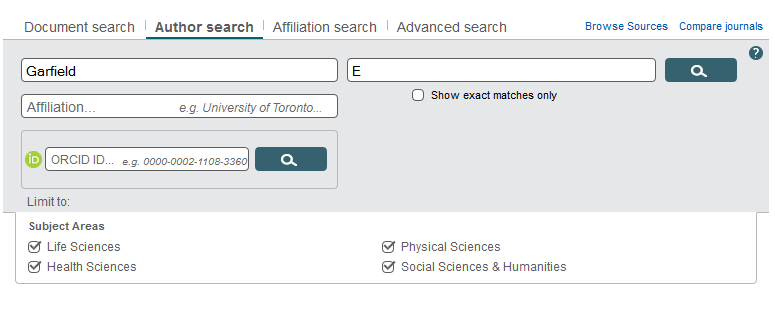 Document search Author search Affiliation search Advanced search Browse Sources Compare journals
?
Garfield E
Show exact matches only
Affiliation... e.g. University of Toronto...
iD ORCID ID... e.g. 0000-0002-1108-3360
Limit to:
Subject Areas
Life Sciences Physical Sciences
Health Sciences Social Sciences & Humanities